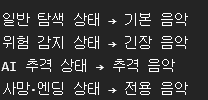 일반 탐색 상태 → 기본 음악
위험 감지 상태 → 긴장 음악
AI 추격 상태 → 추격 음악
사망·엔딩 상태 → 전용 음악